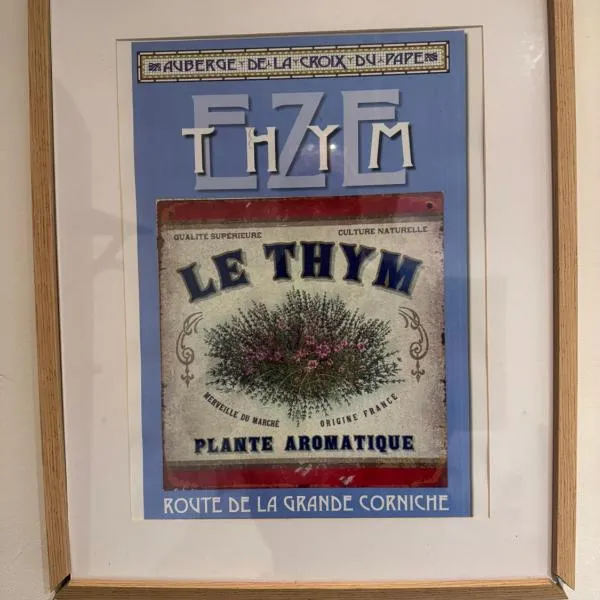 AUBERGE DE LA CROIX DU PAPE
EZE
THYM
QUALITÉ SUPÉRIEURE
CULTURE NATURELLE
LE THYM
MERVEILLE DU MARCHÉ
ORIGINE FRANCE
PLANTE AROMATIQUE
ROUTE DE LA GRANDE CORNICHE